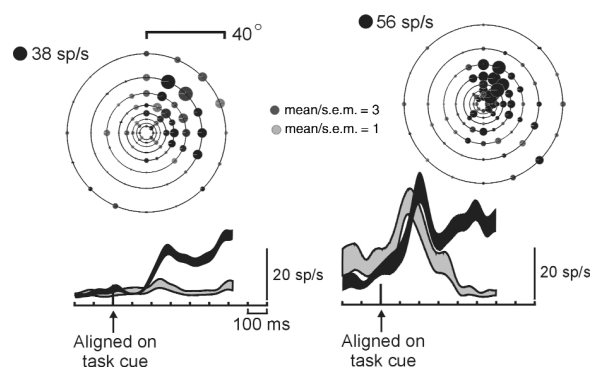 40°
38 sp/s
56 sp/s
mean/s.e.m. = 3
mean/s.e.m. = 1
20 sp/s
20 sp/s
100 ms
Aligned on
task cue
Aligned on
task cue